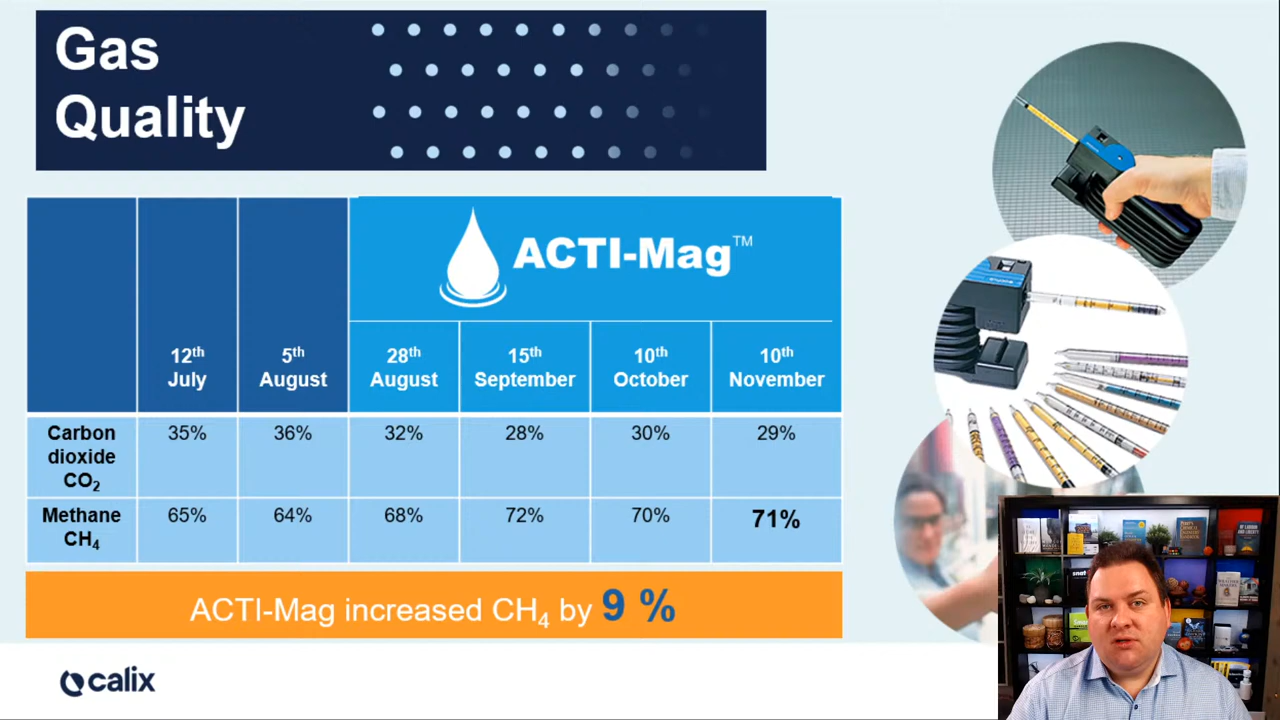 Gas
Quality
ACTI-Mag™
12th
July
5th
August
28th
August
15th
September
10th
October
10th
November
Carbon
dioxide
CO₂
35%
36%
32%
28%
30%
29%
Methane
CH₄
65%
64%
68%
72%
70%
71%
ACTI-Mag increased CH₄ by 9 %
calix